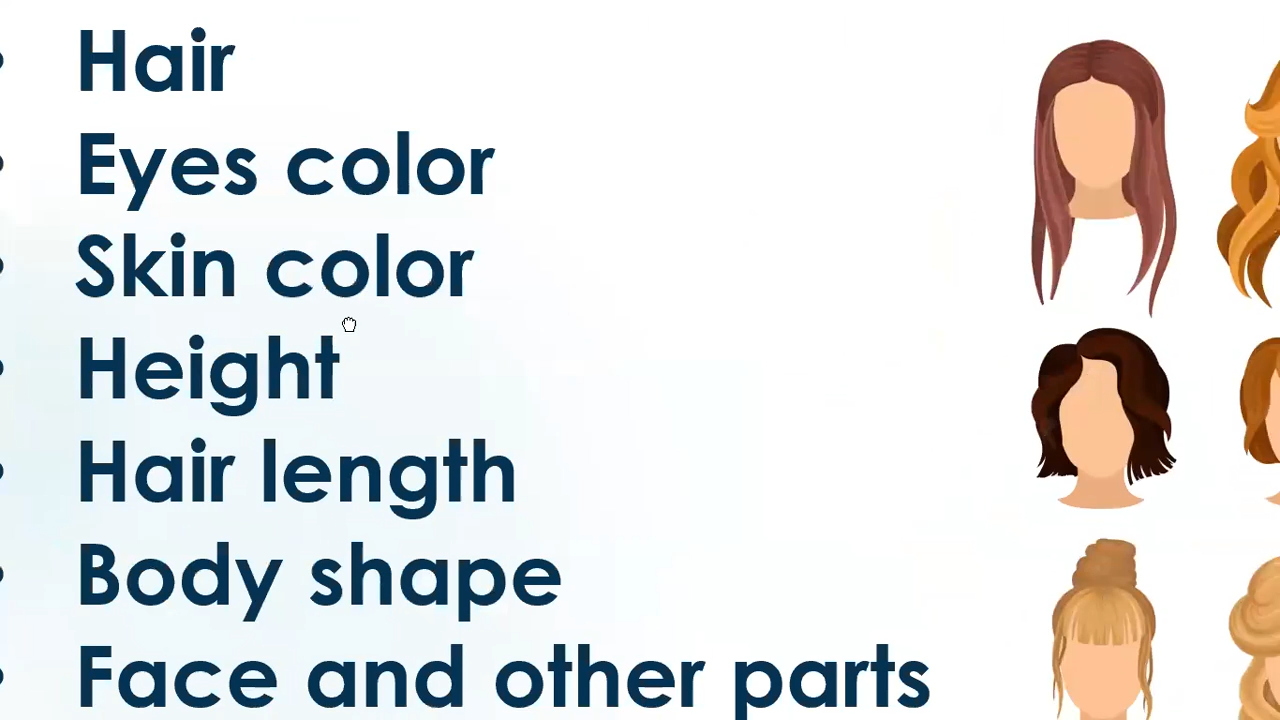 Hair
Eyes color
Skin color
Height
Hair length
Body shape
Face and other parts